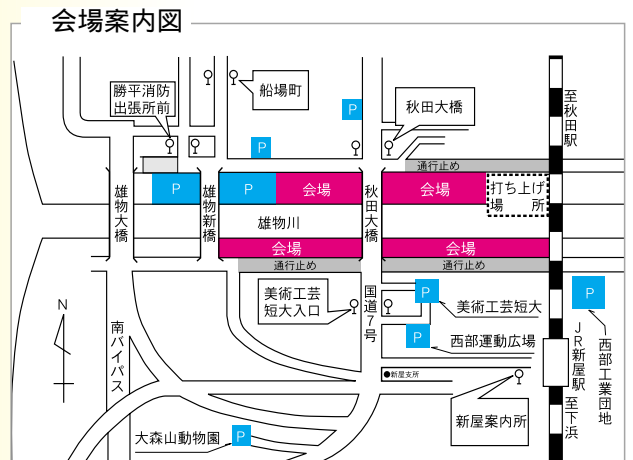 会場案内図
勝平消防
出張所前
船場町
P
秋田大橋
至秋田駅
P
通行止め
雄物大橋
P
雄物新橋
P
会場
秋田大橋
会場
打ち上げ
場所
雄物川
会場
会場
通行止め
通行止め
美術工芸
短大入口
国道7号
P
美術工芸短大
P
西部運動広場
P
西部工業団地
N
南バイパス
JR新屋駅
新屋支所
新屋案内所
至下浜
大森山動物園
P